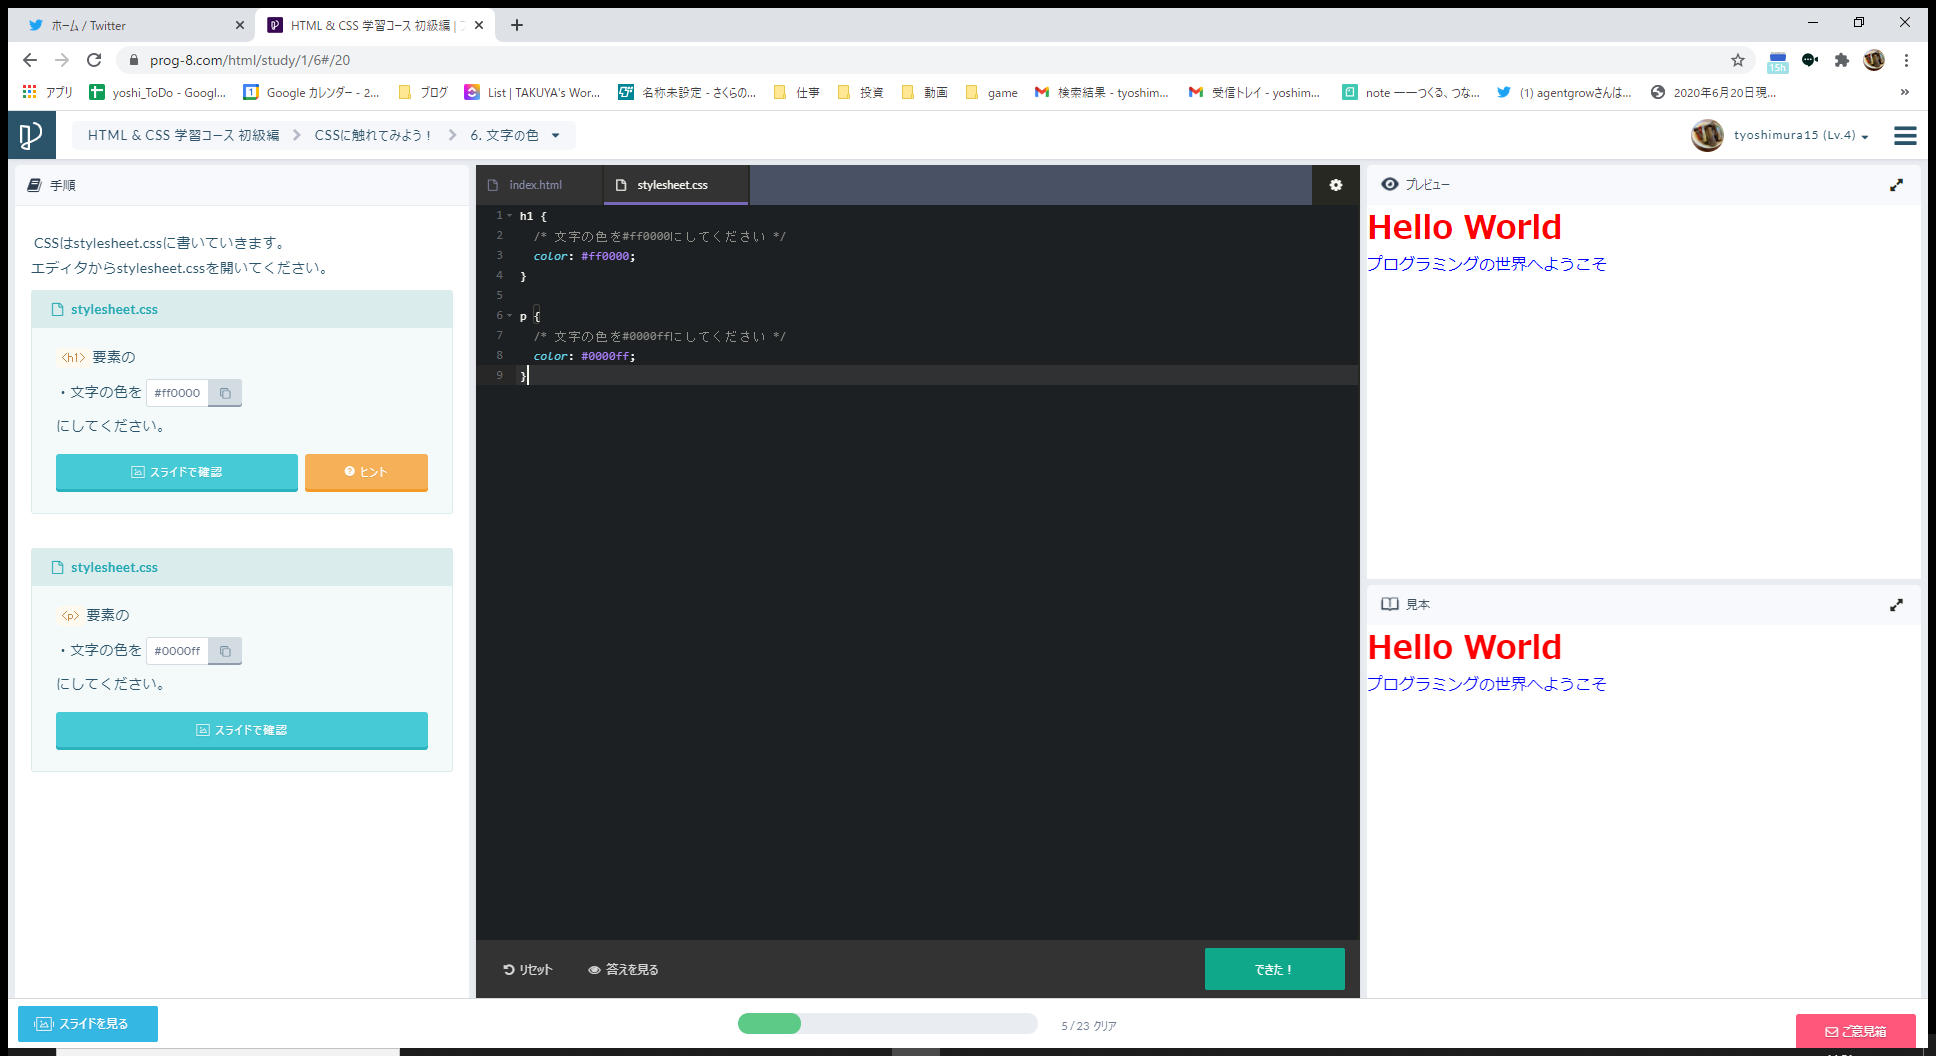 ホーム / Twitter
HTML & CSS 学習コース 初級編 |
prog-8.com/html/study/1/6#/20
15h
アプリ
yoshi_ToDo - Googl...
Google カレンダー - 2...
ブログ
List | TAKUYA's Wor...
名称未設定 - さくらの...
仕事
投資
動画
game
検索結果 - tyoshim...
受信トレイ - yoshim...
note ーーつくる、つな...
(1) agentgrowさんは...
2020年6月20日現...
»
HTML & CSS 学習コース 初級編
CSSに触れてみよう！
6. 文字の色
tyoshimura15 (Lv.4)
手順
CSSはstylesheet.cssに書いていきます。
エディタからstylesheet.cssを開いてください。
stylesheet.css
<h1> 要素の
・文字の色を #ff0000
にしてください。
スライドで確認
ヒント
stylesheet.css
<p> 要素の
・文字の色を #0000ff
にしてください。
スライドで確認
index.html
stylesheet.css
1 h1 {
2 /* 文字の色を#ff0000にしてください */
3 color: #ff0000;
4 }
5
6 p {
7 /* 文字の色を#0000ffにしてください */
8 color: #0000ff;
9 }
リセット
答えを見る
できた！
プレビュー
Hello World
プログラミングの世界へようこそ
見本
Hello World
プログラミングの世界へようこそ
スライドを見る
5 / 23 クリア
ご意見箱